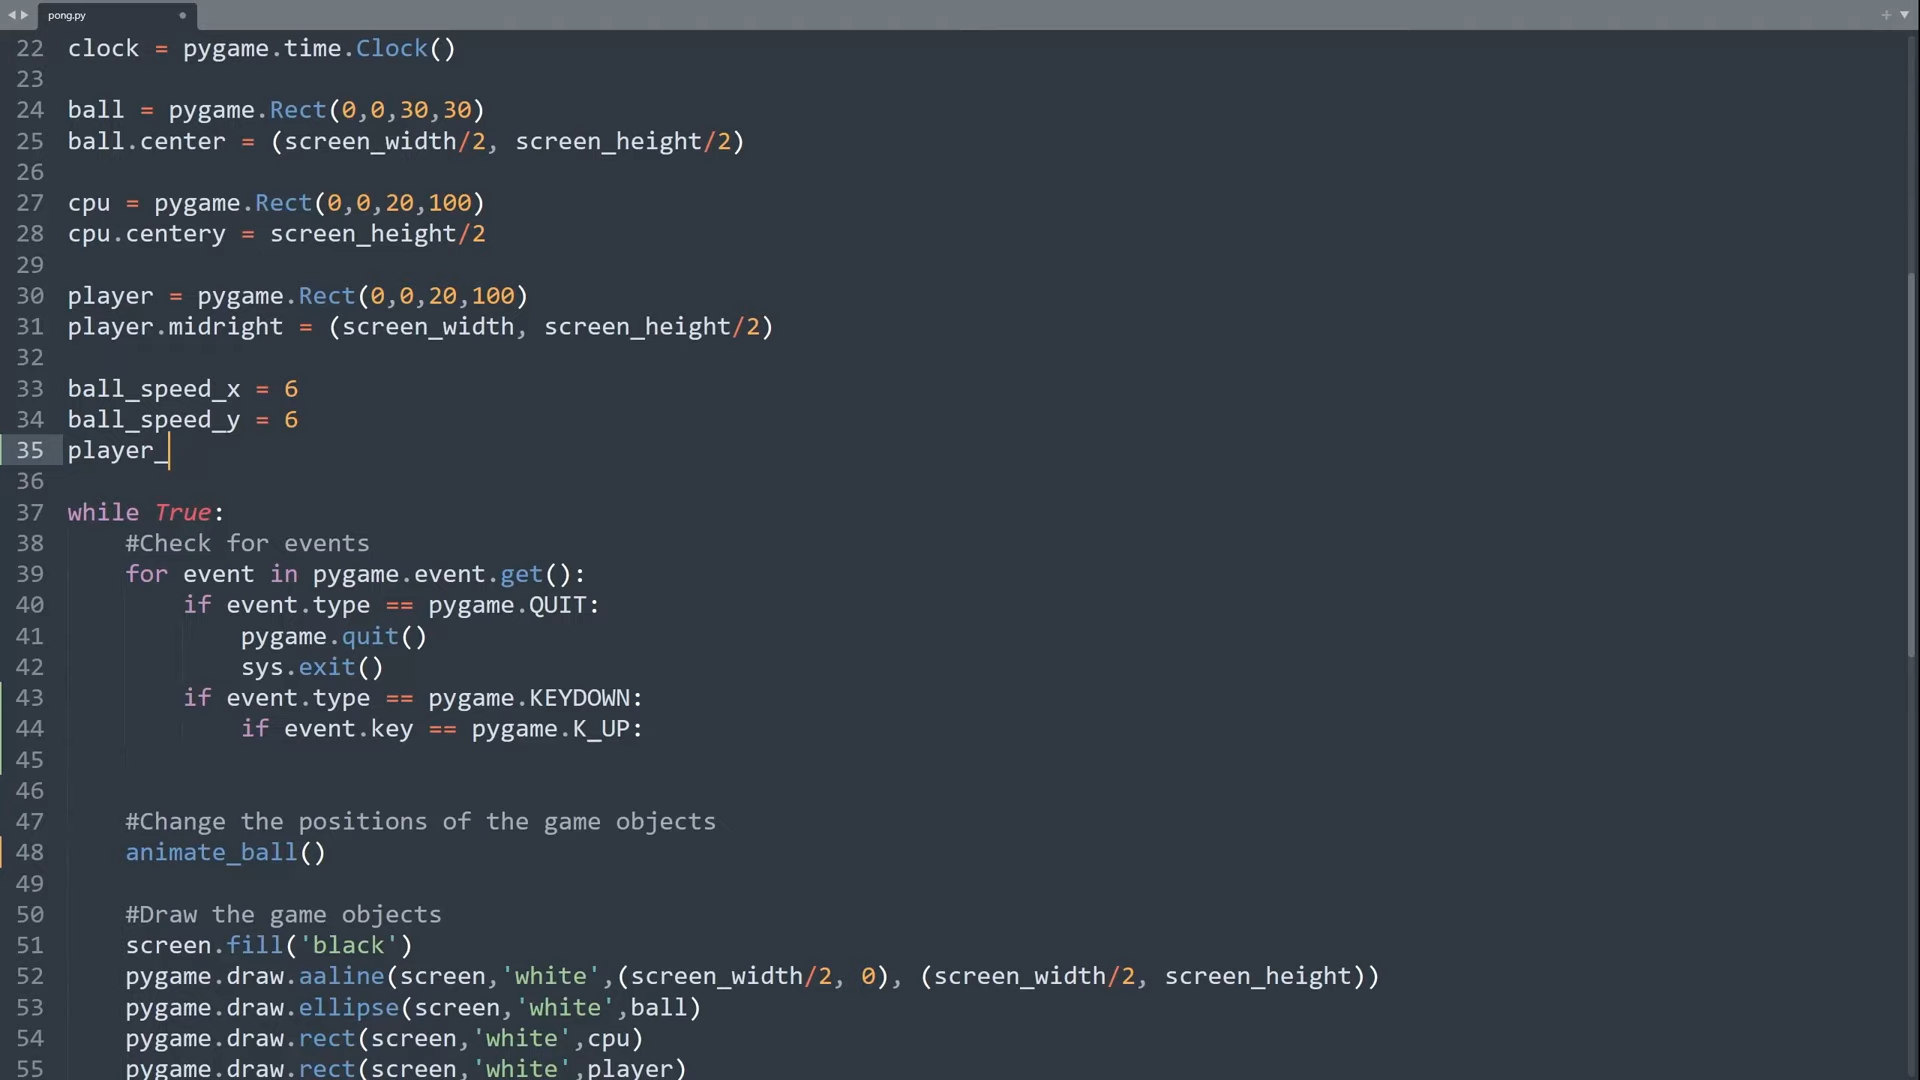 pong.py
22 clock = pygame.time.Clock()
23
24 ball = pygame.Rect(0,0,30,30)
25 ball.center = (screen_width/2, screen_height/2)
26
27 cpu = pygame.Rect(0,0,20,100)
28 cpu.centery = screen_height/2
29
30 player = pygame.Rect(0,0,20,100)
31 player.midright = (screen_width, screen_height/2)
32
33 ball_speed_x = 6
34 ball_speed_y = 6
35 player_
36
37 while True:
38     #Check for events
39     for event in pygame.event.get():
40         if event.type == pygame.QUIT:
41             pygame.quit()
42             sys.exit()
43         if event.type == pygame.KEYDOWN:
44             if event.key == pygame.K_UP:
45
46
47     #Change the positions of the game objects
48     animate_ball()
49
50     #Draw the game objects
51     screen.fill('black')
52     pygame.draw.aaline(screen,'white',(screen_width/2, 0), (screen_width/2, screen_height))
53     pygame.draw.ellipse(screen,'white',ball)
54     pygame.draw.rect(screen,'white',cpu)
55     pygame.draw.rect(screen,'white',player)